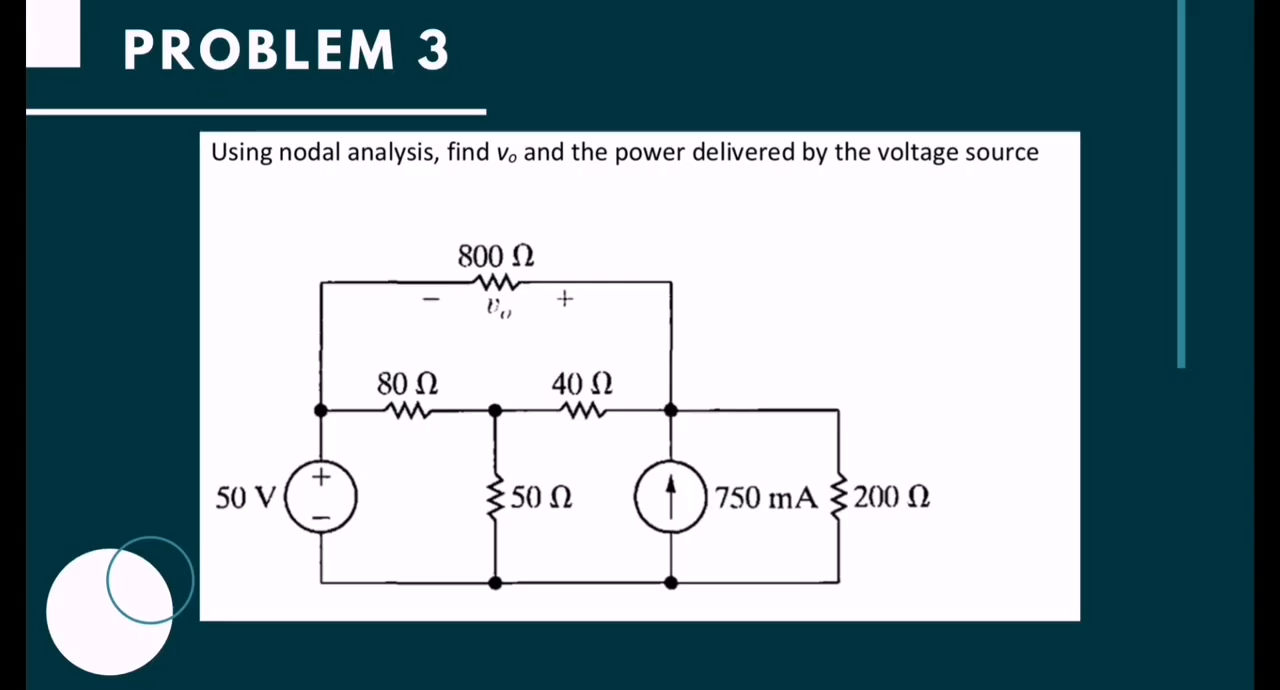 PROBLEM 3
Using nodal analysis, find vₒ and the power delivered by the voltage source
800 Ω
− vₒ +
80 Ω
40 Ω
50 V
+
−
50 Ω
750 mA
200 Ω